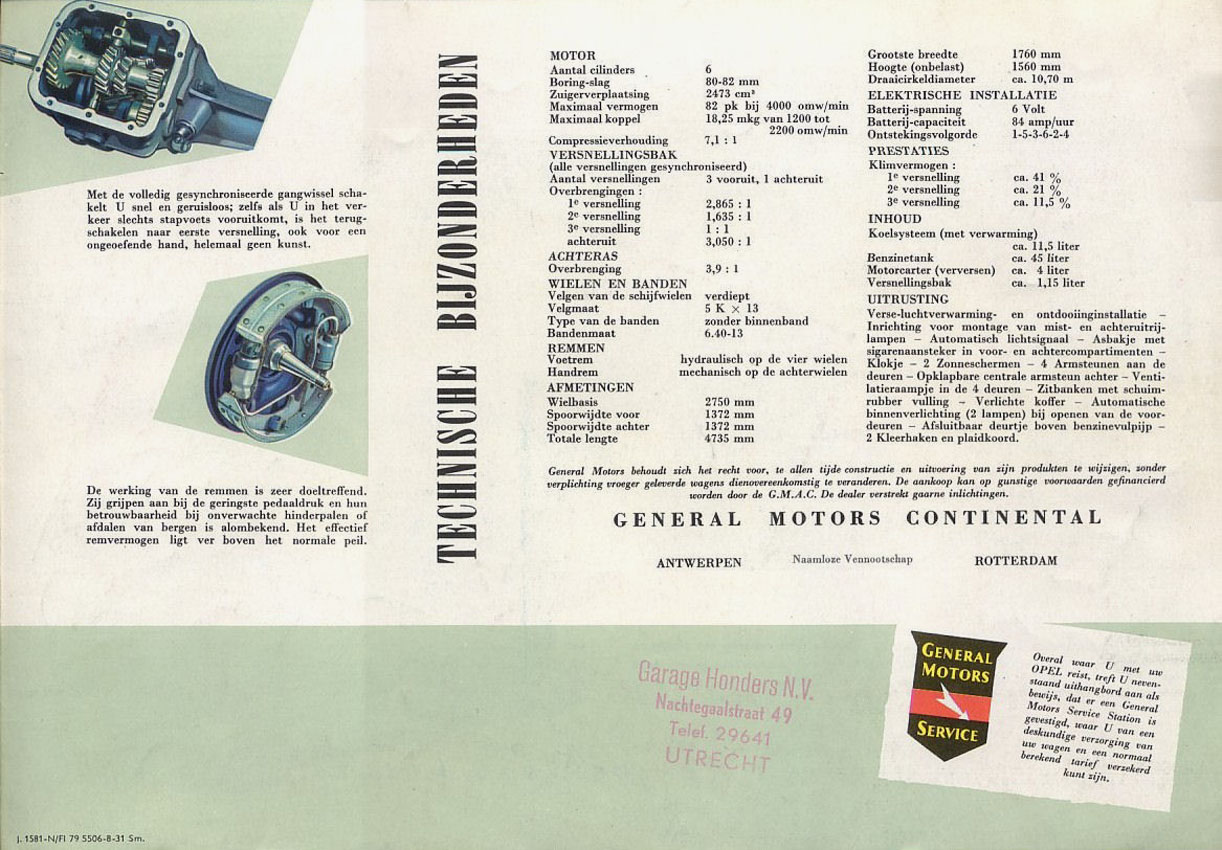 Met de volledig gesynchroniseerde gangwissel scha-
kelt U snel en geruisloos; zelfs als U in het ver-
keer slechts stapvoets vooruitkomt, is het terug-
schakelen naar eerste versnelling, ook voor een
ongeoefende hand, helemaal geen kunst.
De werking van de remmen is zeer doeltreffend.
Zij grijpen aan bij de geringste pedaaldruk en hun
betrouwbaarheid bij onverwachte hinderpalen of
afdalen van bergen is alombekend. Het effectief
remvermogen ligt ver boven het normale peil.
TECHNISCHE BIJZONDERHEDEN
MOTOR
Aantal cilinders 6
Boring-slag 80-82 mm
Zuigerverplaatsing 2473 cm³
Maximaal vermogen 82 pk bij 4000 omw/min
Maximaal koppel 18,25 mkg van 1200 tot
2200 omw/min
Compressieverhouding 7,1 : 1
VERSNELLINGSBAK
(alle versnellingen gesynchroniseerd)
Aantal versnellingen 3 vooruit, 1 achteruit
Overbrengingen :
1e versnelling 2,865 : 1
2e versnelling 1,635 : 1
3e versnelling 1 : 1
achteruit 3,050 : 1
ACHTERAS
Overbrenging 3,9 : 1
WIELEN EN BANDEN
Velgen van de schijfwielen verdiept
Velgmaat 5 K × 13
Type van de banden zonder binnenband
Bandenmaat 6.40-13
REMMEN
Voetrem hydraulisch op de vier wielen
Handrem mechanisch op de achterwielen
AFMETINGEN
Wielbasis 2750 mm
Spoorwijdte voor 1372 mm
Spoorwijdte achter 1372 mm
Totale lengte 4735 mm
Grootste breedte 1760 mm
Hoogte (onbelast) 1560 mm
Draaicirkeldiameter ca. 10,70 m
ELEKTRISCHE INSTALLATIE
Batterij-spanning 6 Volt
Batterij-capaciteit 84 amp/uur
Ontstekingsvolgorde 1-5-3-6-2-4
PRESTATIES
Klimvermogen :
1e versnelling ca. 41 %
2e versnelling ca. 21 %
3e versnelling ca. 11,5 %
INHOUD
Koelsysteem (met verwarming)
ca. 11,5 liter
Benzinetank ca. 45 liter
Motorcarter (verversen) ca. 4 liter
Versnellingsbak ca. 1,15 liter
UITRUSTING
Verse-luchtverwarming- en ontdooiinginstallatie –
Inrichting voor montage van mist- en achteruitrij-
lampen – Automatisch lichtsignaal – Asbakje met
sigarenaansteker in voor- en achtercompartimenten –
Klokje – 2 Zonneschermen – 4 Armsteunen aan de
deuren – Opklapbare centrale armsteun achter – Venti-
latieraampje in de 4 deuren – Zitbanken met schuim-
rubber vulling – Verlichte koffer – Automatische
binnenverlichting (2 lampen) bij openen van de voor-
deuren – Afsluitbaar deurtje boven benzinevulpijp –
2 Kleerhaken en plaidkoord.
General Motors behoudt zich het recht voor, te allen tijde constructie en uitvoering van zijn produkten te wijzigen, zonder
verplichting vroeger geleverde wagens dienovereenkomstig te veranderen. De aankoop kan op gunstige voorwaarden gefinancierd
worden door de G.M.A.C. De dealer verstrekt gaarne inlichtingen.
GENERAL MOTORS CONTINENTAL
ANTWERPEN Naamloze Vennootschap ROTTERDAM
Garage Honders N.V.
Nachtegaalstraat 49
Telef. 29641
UTRECHT
GENERAL
MOTORS
SERVICE
Overal waar U met uw
OPEL reist, treft U neven-
staand uithangbord aan als
bewijs, dat er een General
Motors Service Station is
gevestigd, waar U van een
deskundige verzorging van
uw wagen en een normaal
berekend tarief verzekerd
kunt zijn.
J. 1581-N/Fl 79 5506-8-31 Sm.